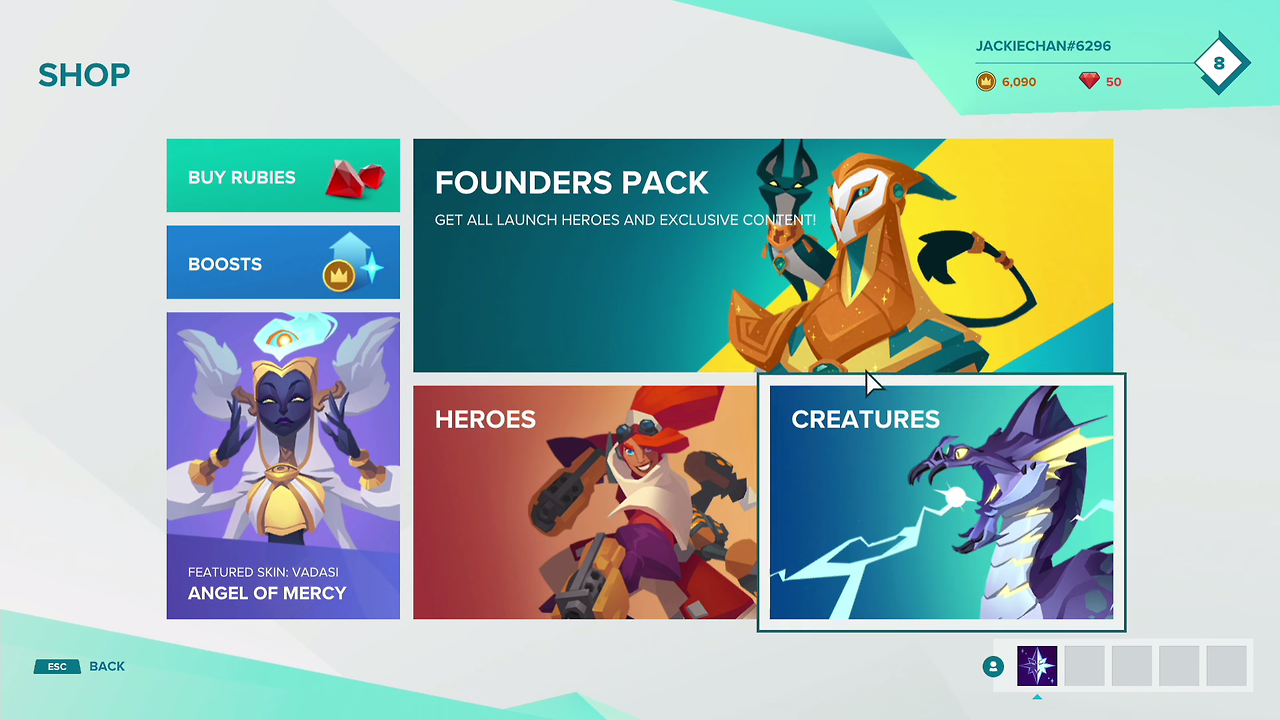 SHOP
JACKIECHAN#6296
6,090
50
8
BUY RUBIES
BOOSTS
FEATURED SKIN: VADASI
ANGEL OF MERCY
FOUNDERS PACK
GET ALL LAUNCH HEROES AND EXCLUSIVE CONTENT!
HEROES
CREATURES
ESC
BACK